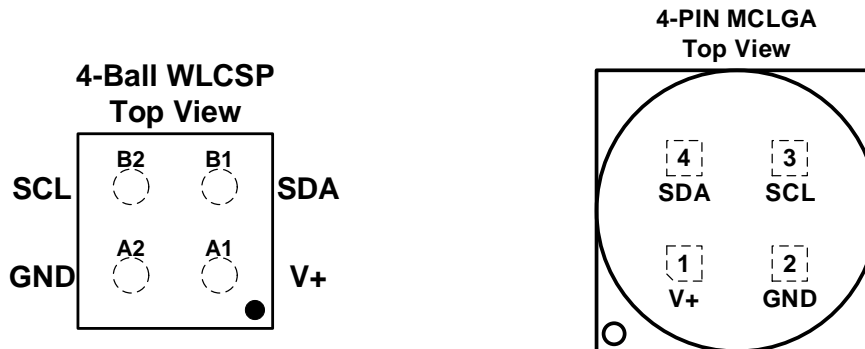 4-Ball WLCSP
Top View
B2 B1
SCL SDA
A2 A1
GND V+
4-PIN MCLGA
Top View
4 3
SDA SCL
1 2
V+ GND